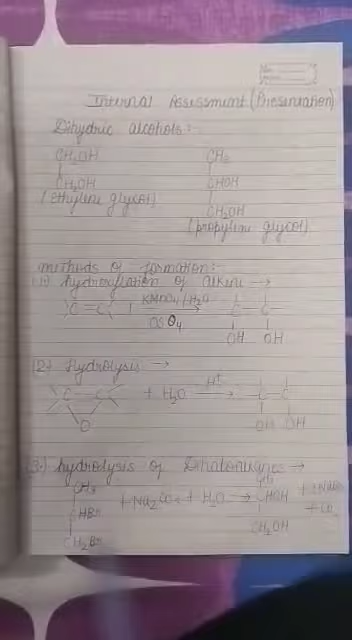 Internal Assessment (Presentation)
Dihydric alcohols:-
CH₂OH CH₃
CH₂OH CHOH
(ethylene glycol) CH₂OH
(propylene glycol)
methods of formation:-
(1) hydroxylation of alkene →
C = C KMnO₄/H₂O → C - C
OsO₄ OH OH
(2) Hydrolysis →
C - C + H₂O H⁺ → C - C
O OH OH
(3) hydrolysis of Dihaloalkanes →
CH₃ CH₃
CHBr + Na₂CO₃ + H₂O → CHOH +
CH₂Br CH₂OH + CO₂